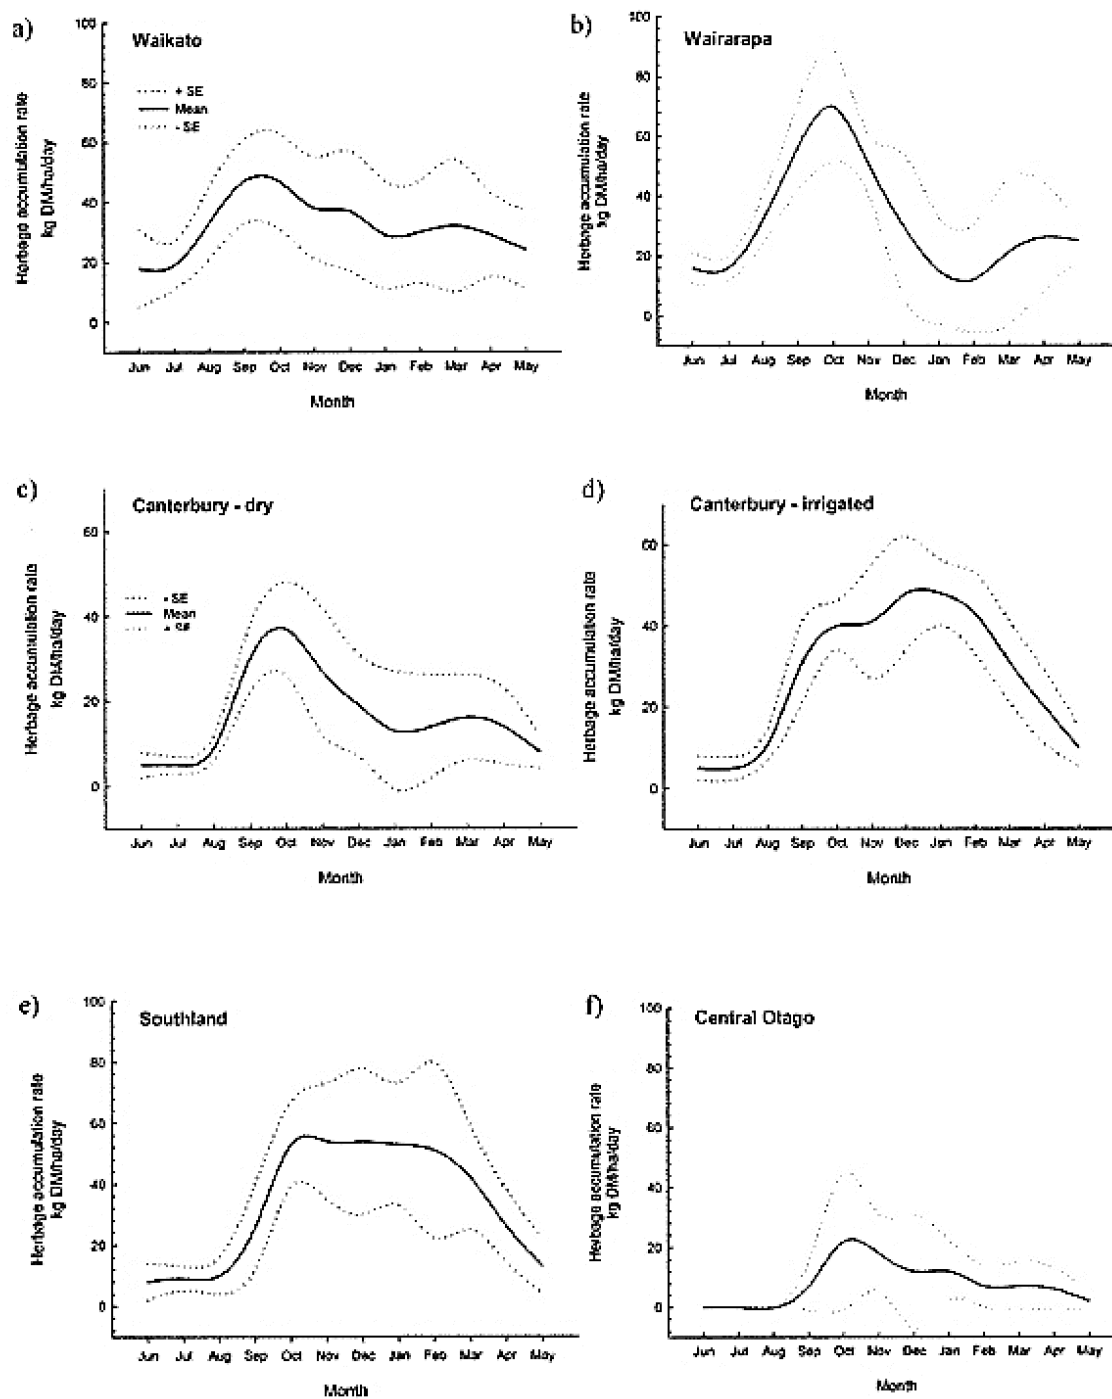 a)
Waikato
100
80
60
40
20
0
+ SE
Mean
- SE
Herbage accumulation rate
kg DM/ha/day
Jun Jul Aug Sep Oct Nov Dec Jan Feb Mar Apr May
Month
b)
Wairarapa
100
80
60
40
20
0
Herbage accumulation rate
kg DM/ha/day
Jun Jul Aug Sep Oct Nov Dec Jan Feb Mar Apr May
Month
c)
Canterbury - dry
60
40
20
0
- SE
Mean
+ SE
Herbage accumulation rate
kg DM/ha/day
Jun Jul Aug Sep Oct Nov Dec Jan Feb Mar Apr May
Month
d)
Canterbury - irrigated
60
40
20
0
Herbage accumulation rate
kg DM/ha/day
Jun Jul Aug Sep Oct Nov Dec Jan Feb Mar Apr May
Month
e)
Southland
100
80
60
40
20
0
Herbage accumulation rate
kg DM/ha/day
Jun Jul Aug Sep Oct Nov Dec Jan Feb Mar Apr May
Month
f)
Central Otago
100
80
60
40
20
0
Herbage accumulation rate
kg DM/ha/day
Jun Jul Aug Sep Oct Nov Dec Jan Feb Mar Apr May
Month